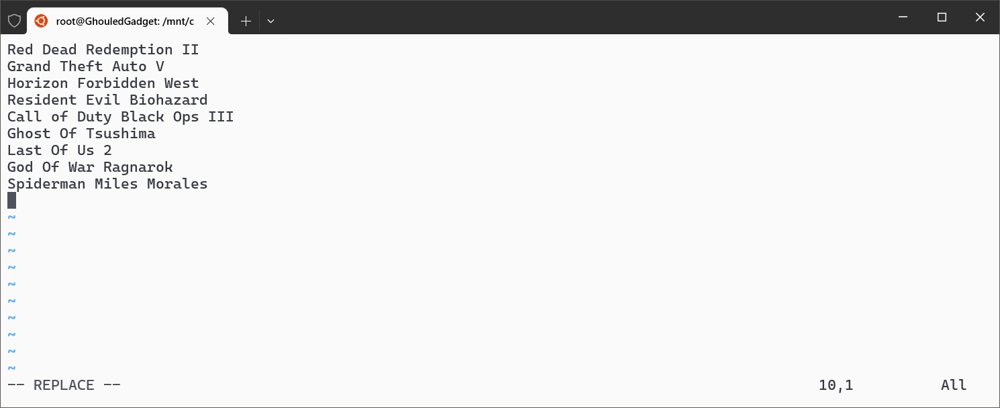 root@GhouledGadget: /mnt/c
Red Dead Redemption II
Grand Theft Auto V
Horizon Forbidden West
Resident Evil Biohazard
Call of Duty Black Ops III
Ghost Of Tsushima
Last Of Us 2
God Of War Ragnarok
Spiderman Miles Morales
~
~
~
~
~
~
~
~
~
~
-- REPLACE -- 10,1 All